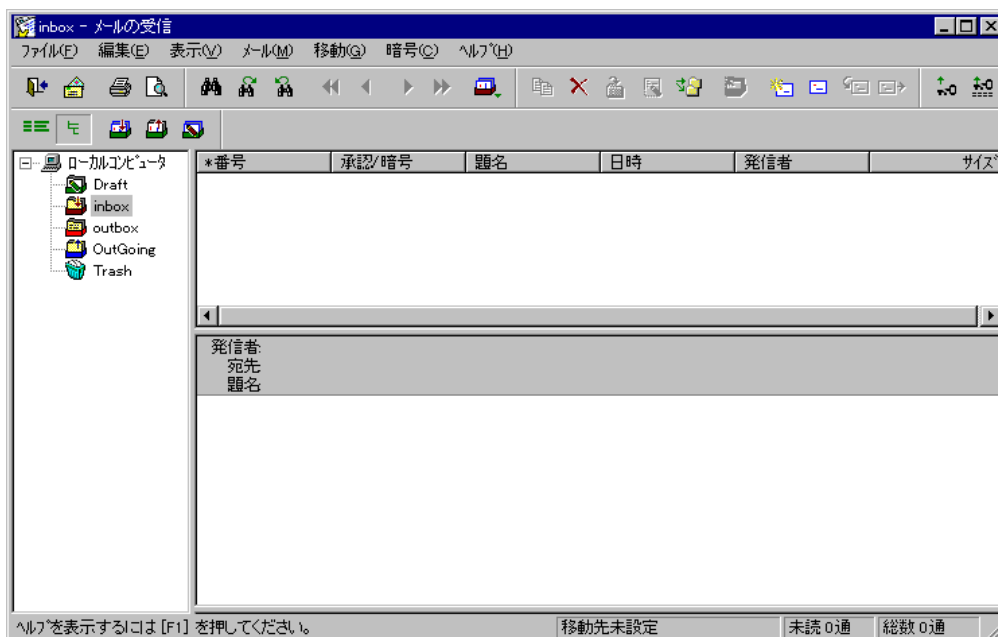 inbox - ﾒｰﾙの受信
ﾌｧｲﾙ(F) 編集(E) 表示(V) ﾒｰﾙ(M) 移動(G) 暗号(C) ﾍﾙﾌﾟ(H)
ﾛｰｶﾙｺﾝﾋﾟｭｰﾀ
Draft
inbox
outbox
OutGoing
Trash
*番号 承認/暗号 題名 日時 発信者 ｻｲｽﾞ
発信者:
宛先
題名
ﾍﾙﾌﾟを表示するには [F1] を押してください。 移動先未設定 未読 0通 総数 0通